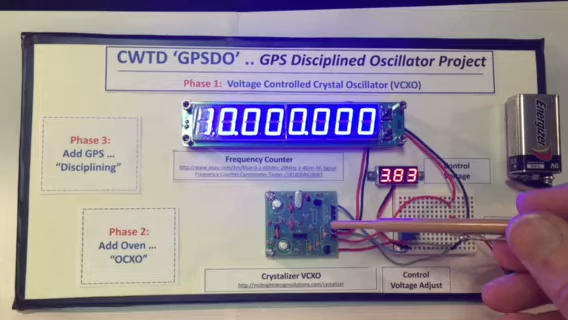 CWTD ‘GPSDO’ .. GPS Disciplined Oscillator Project
Phase 1: Voltage Controlled Crystal Oscillator (VCXO)
10.000.000
Phase 3:
Add GPS ...
“Disciplining”
Frequency Counter
3.83
Control
Voltage
Energizer
Phase 2:
Add Oven ...
“OCXO”
Crystalizer VCXO
Control
Voltage Adjust